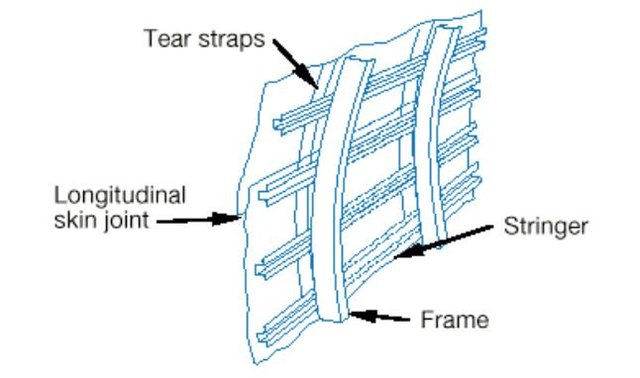 Tear straps
Longitudinal
skin joint
Stringer
Frame